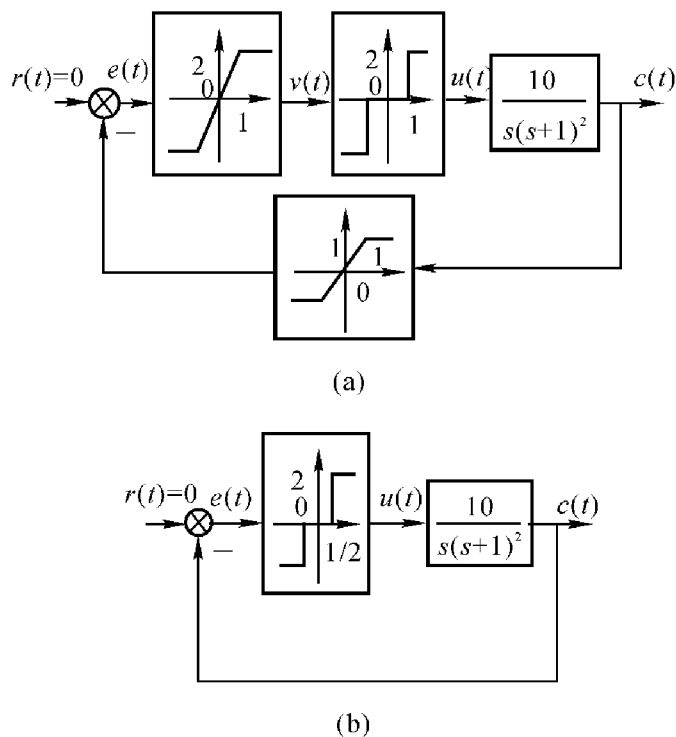 r(t)=0
e(t)
2
0
1
v(t)
2
0
1
u(t)
10
s(s+1)²
c(t)
−
1
1
0
(a)
r(t)=0
e(t)
2
0
1/2
u(t)
10
s(s+1)²
c(t)
−
(b)